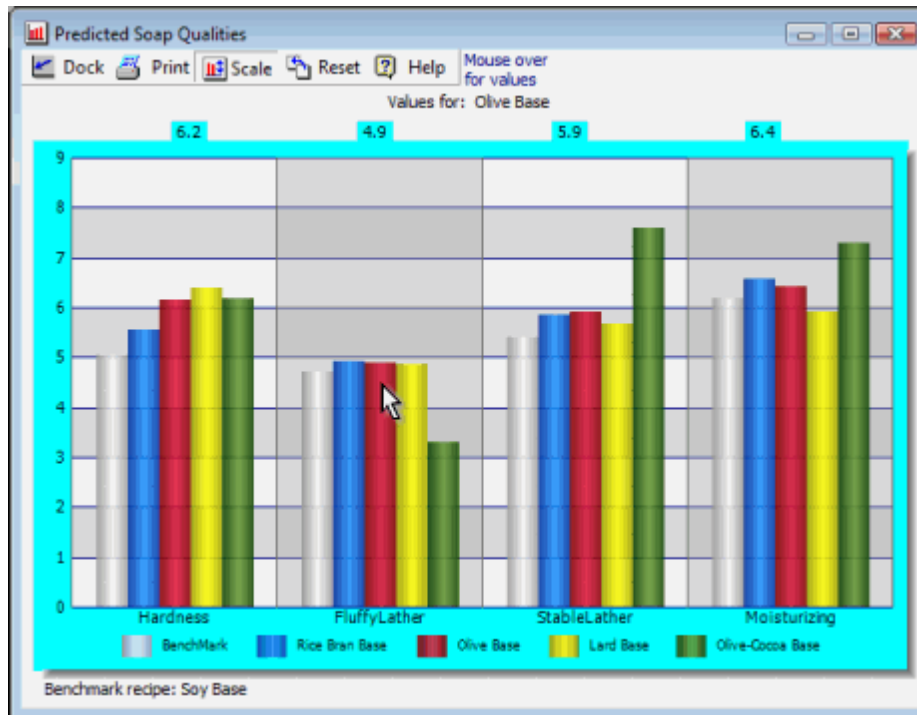 Predicted Soap Qualities
Dock Print Scale Reset Help Mouse over
for values
Values for: Olive Base
6.2 4.9 5.9 6.4
9
8
7
6
5
4
3
2
1
0
Hardness FluffyLather StableLather Moisturizing
BenchMark Rice Bran Base Olive Base Lard Base Olive-Cocoa Base
Benchmark recipe: Soy Base